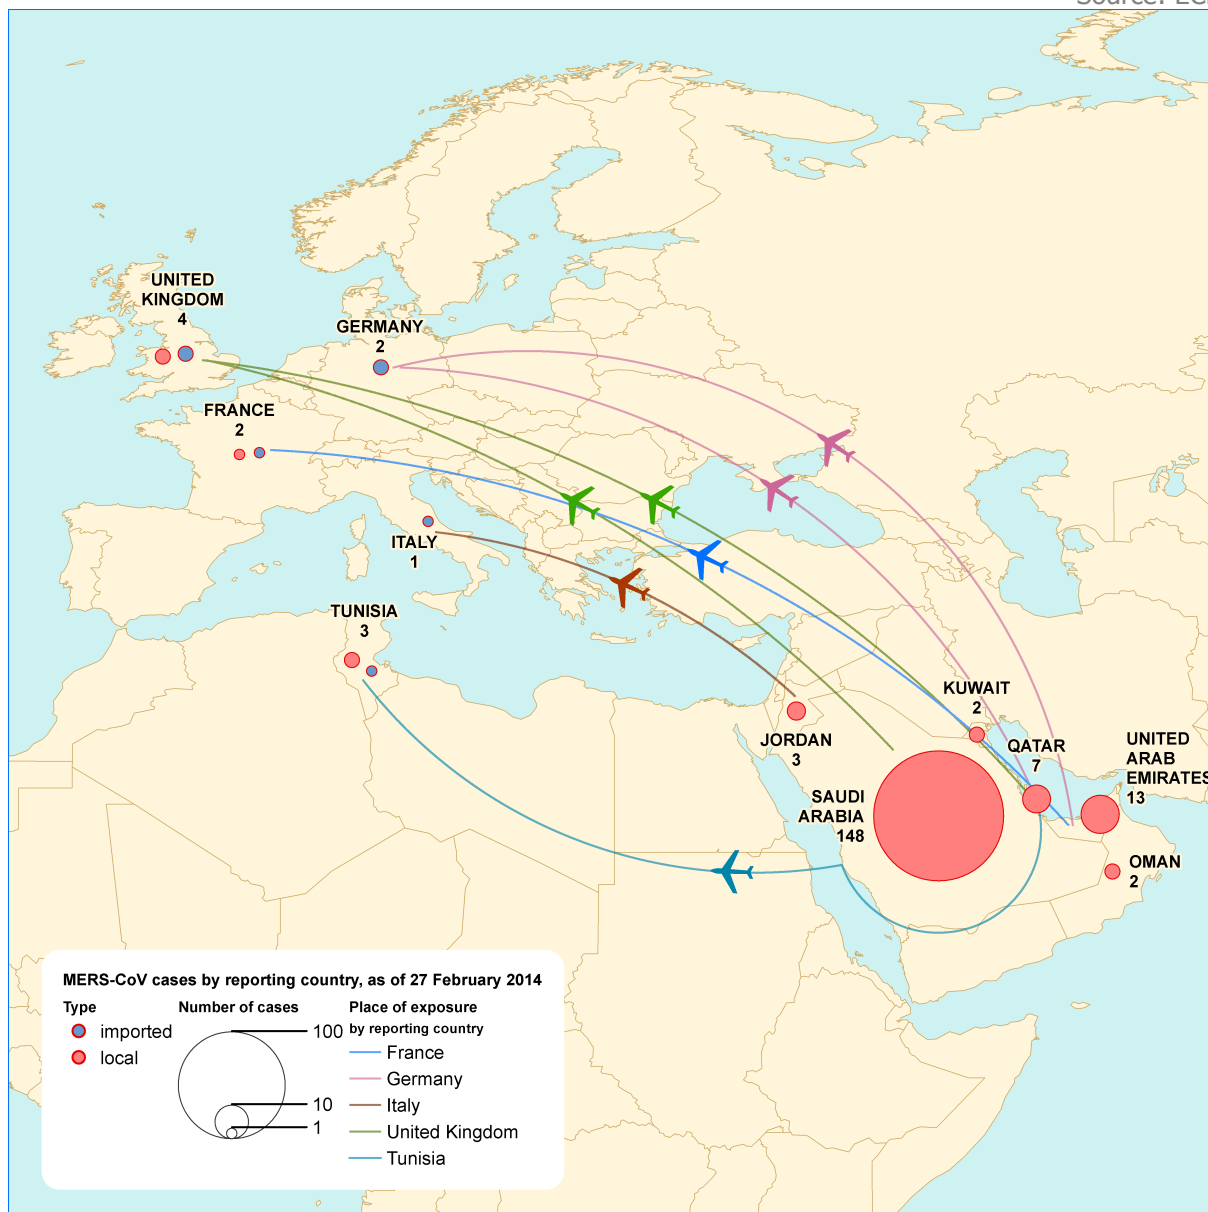 Source:
UNITED
KINGDOM
4
GERMANY
2
FRANCE
2
ITALY
1
TUNISIA
3
KUWAIT
2
JORDAN
3
QATAR
7
UNITED
ARAB
EMIRATES
13
SAUDI
ARABIA
148
OMAN
2
MERS-CoV cases by reporting country, as of 27 February 2014
Type
imported
local
Number of cases
100
10
1
Place of exposure
by reporting country
France
Germany
Italy
United Kingdom
Tunisia